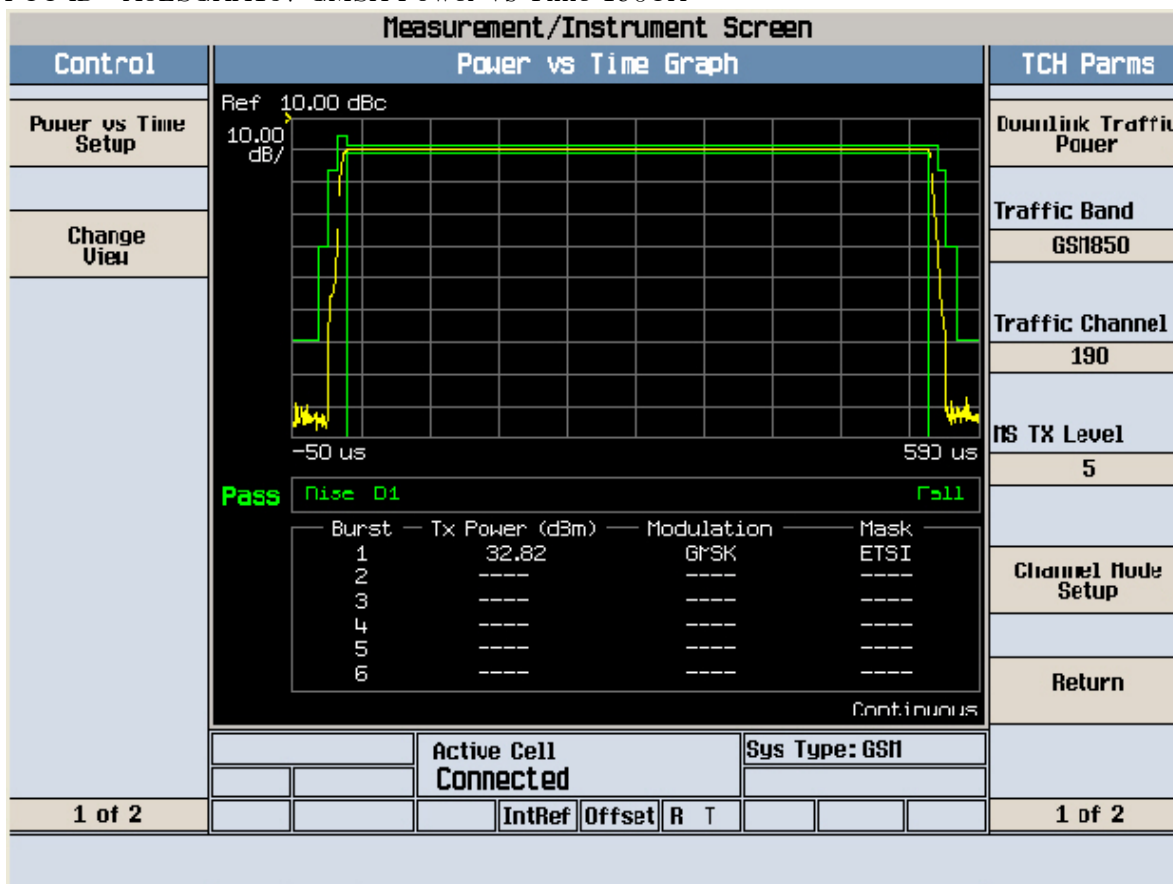 Measurement/Instrument Screen
Control
Power vs Time Graph
TCH Parms
Power vs Time
Setup
Change
View
1 of 2
Ref 10.00 dBc
10.00
dB/
-50 us
590 us
Pass
Rise 01
Fall
Burst Tx Power (dBm) Modulation Mask
1 32.82 GMSK ETSI
2 ---- ---- ----
3 ---- ---- ----
4 ---- ---- ----
5 ---- ---- ----
6 ---- ---- ----
Continuous
Active Cell
Connected
Sys Type: GSM
IntRef Offset R T
Downlink Traffic
Power
Traffic Band
GSM850
Traffic Channel
190
MS TX Level
5
Channel Mode
Setup
Return
1 of 2